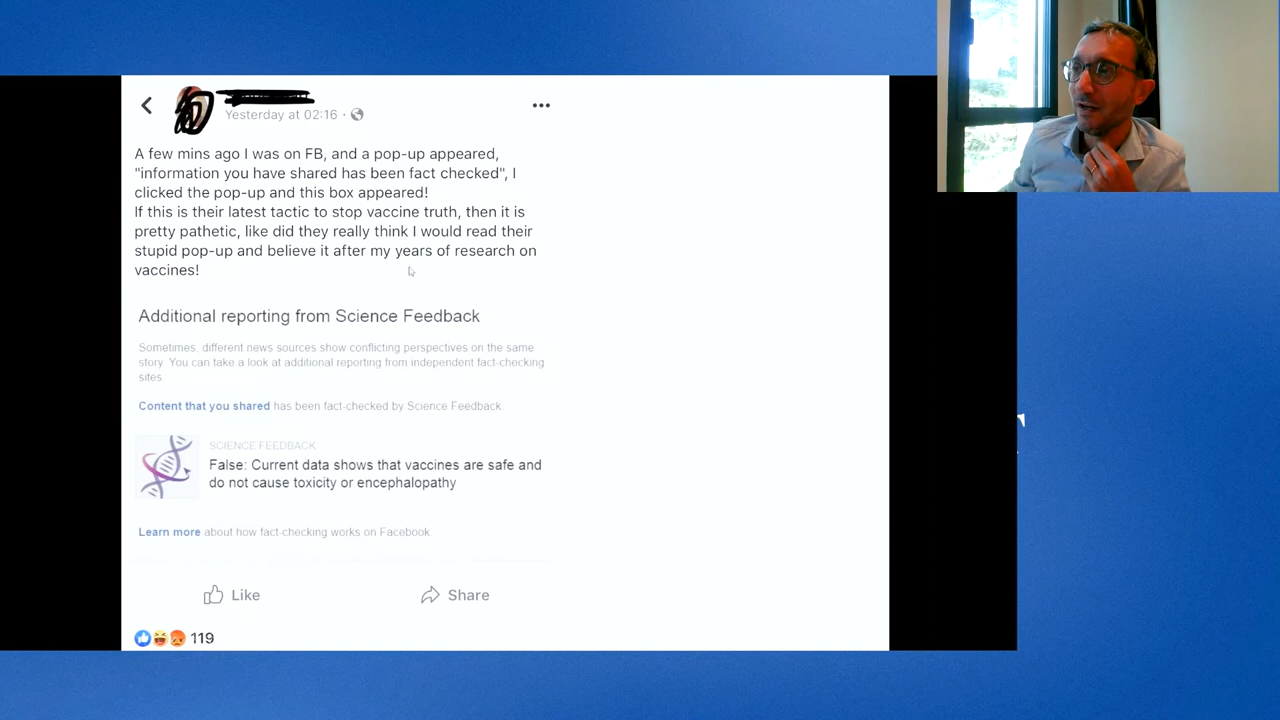 Yesterday at 02:16 ·
A few mins ago I was on FB, and a pop-up appeared,
"information you have shared has been fact checked", I
clicked the pop-up and this box appeared!
If this is their latest tactic to stop vaccine truth, then it is
pretty pathetic, like did they really think I would read their
stupid pop-up and believe it after my years of research on
vaccines!
Additional reporting from Science Feedback
Sometimes, different news sources show conflicting perspectives on the same
story. You can take a look at additional reporting from independent fact-checking
sites.
Content that you shared has been fact-checked by Science Feedback.
SCIENCE FEEDBACK
False: Current data shows that vaccines are safe and
do not cause toxicity or encephalopathy
Learn more about how fact-checking works on Facebook.
Like
Share
119